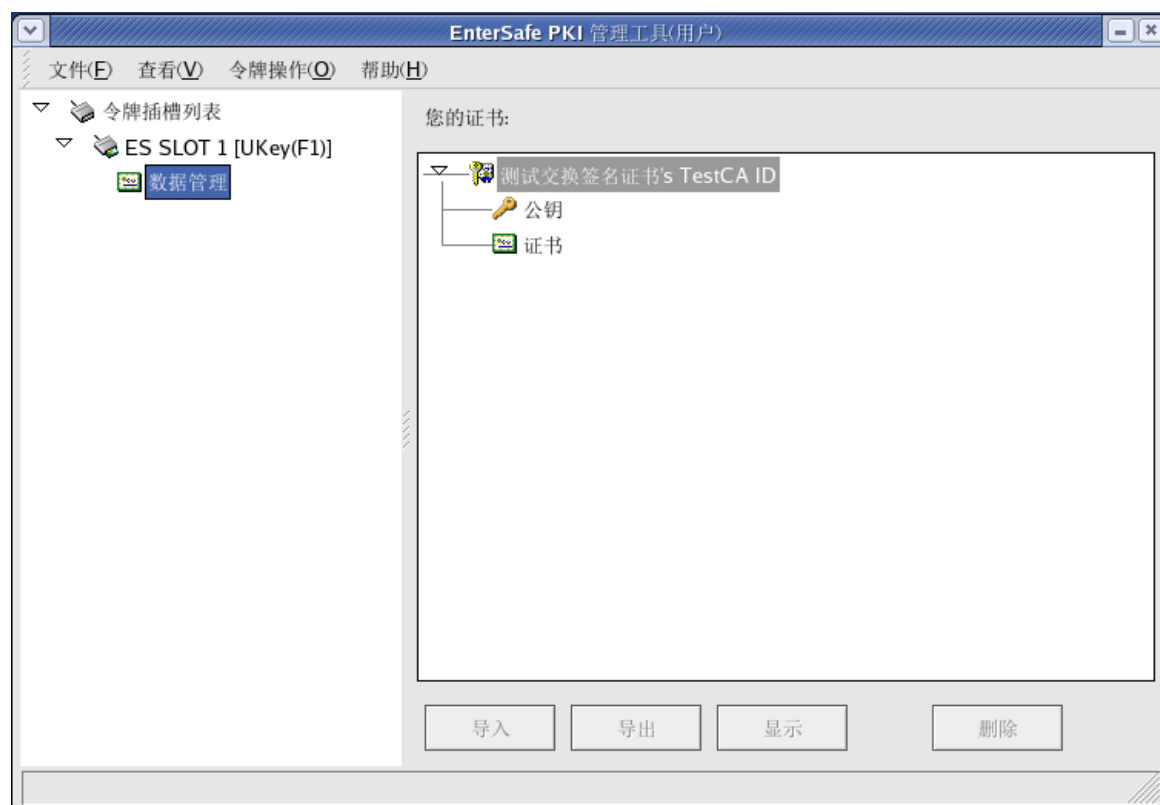 EnterSafe PKI 管理工具(用户)
文件(F) 查看(V) 令牌操作(O) 帮助(H)
令牌插槽列表
ES SLOT 1 [UKey(F1)]
数据管理
您的证书:
测试交换签名证书's TestCA ID
公钥
证书
导入 导出 显示 删除